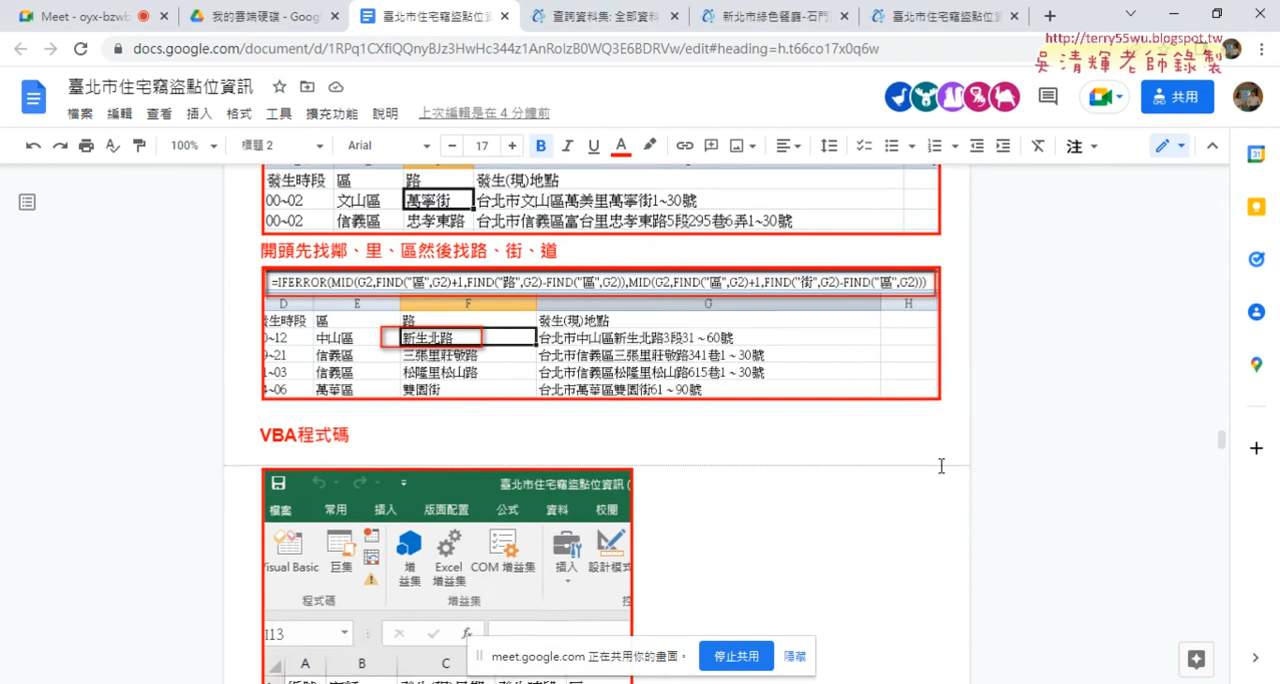 Meet - oyx-bzwb
我的雲端硬碟 - Goog
臺北市住宅竊盜點位資
查詢資料集: 全部資料
新北市綠色餐廳-石門
臺北市住宅竊盜點位資
docs.google.com/document/d/1RPq1CXfiQQnyBJz3HwHc344z1AnRolzB0WQ3E6BDRVw/edit#heading=h.t66co17x0q6w
http://terry55wu.blogspot.tw
吳清輝老師錄製
臺北市住宅竊盜點位資訊
檔案 編輯 查看 插入 格式 工具 擴充功能 說明 上次編輯是在 4 分鐘前
共用
100% 標題 2 Arial 17 B I U A 注
發生時段 區 路 發生(現)地點
00~02 文山區 萬寧街 台北市文山區萬美里萬寧街1~30號
00~02 信義區 忠孝東路 台北市信義區富台里忠孝東路5段295巷6弄1~30號
開頭先找鄰、里、區然後找路、街、道
=IFERROR(MID(G2,FIND("區",G2)+1,FIND("路",G2)-FIND("區",G2)),MID(G2,FIND("區",G2)+1,FIND("街",G2)-FIND("區",G2)))
D E F G H
發生時段 區 路 發生(現)地點
0~12 中山區 新生北路 台北市中山區新生北路3段31～60號
9~21 信義區 三張里莊敬路 台北市信義區三張里莊敬路341巷1～30號
1~03 信義區 松隆里松山路 台北市信義區松隆里松山路615巷1～30號
4~06 萬華區 雙園街 台北市萬華區雙園街61～90號
VBA程式碼
臺北市住宅竊盜點位資訊 (
檔案 常用 插入 版面配置 公式 資料 校閱
isual Basic 巨集 增益集 Excel 增益集 COM 增益集 插入 設計模式
程式碼 增益集
I13 fx
A B C
meet.google.com 正在共用你的畫面。 停止共用 隱藏